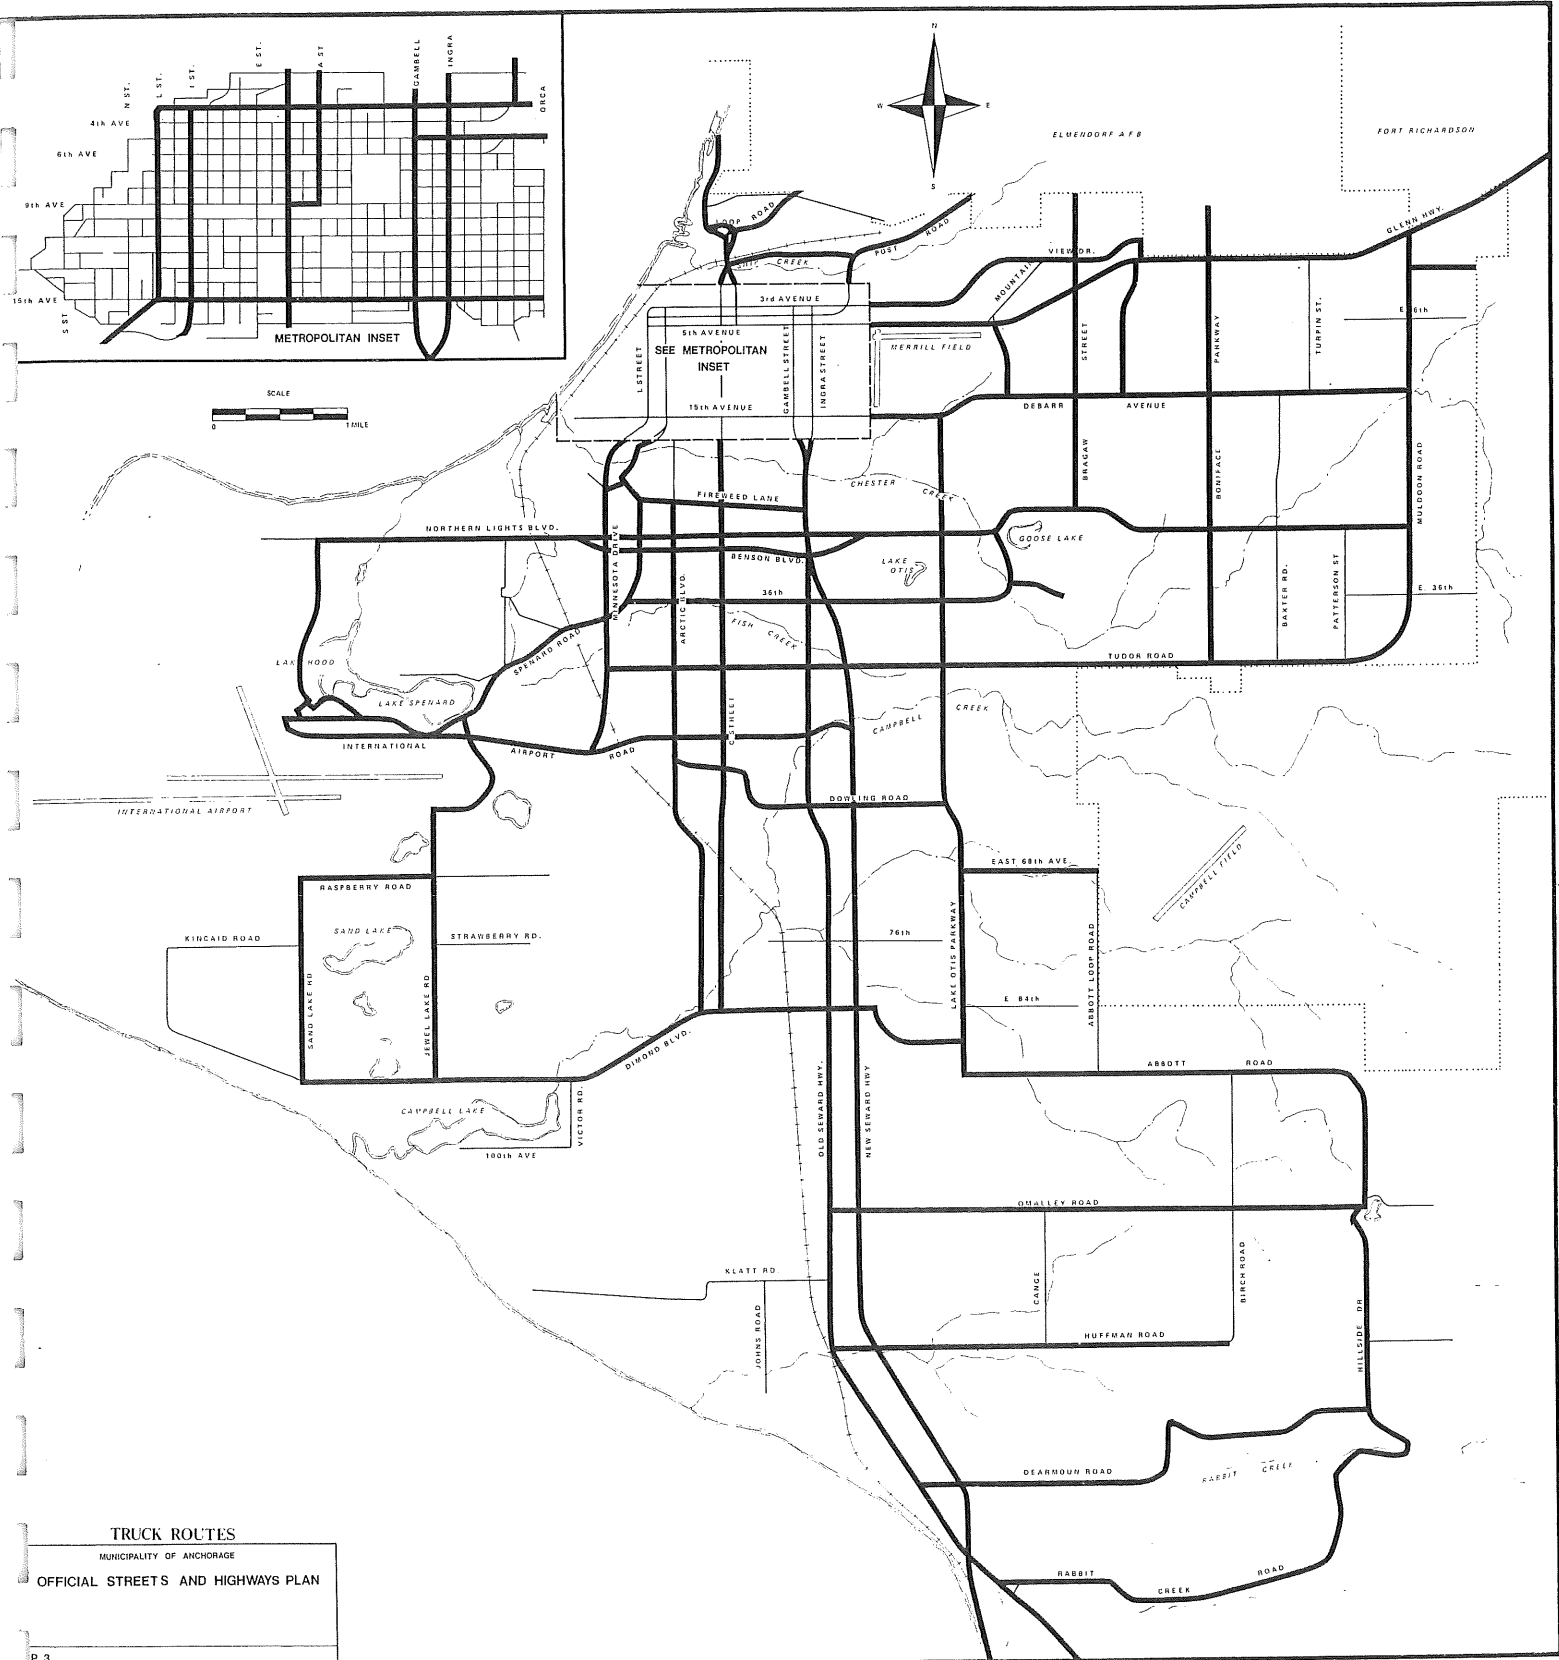 N ST.
L ST.
I ST.
E ST.
A ST
GAMBELL
INGRA
ORCA
4th AVE
6th AVE
9th AVE
15th AVE
S ST
METROPOLITAN INSET
SCALE
0 1 MILE
N
W E
S
ELMENDORF AFB
FORT RICHARDSON
GLENN HWY.
LOOP ROAD
POST ROAD
CREEK
MOUNTAIN VIEW DR.
3rd AVENUE
5th AVENUE
SEE METROPOLITAN
INSET
L STREET
GAMBELL STREET
INGRA STREET
15th AVENUE
MERRILL FIELD
BRAGAW STREET
BONIFACE PARKWAY
TURPIN ST.
E 6th
DEBARR AVENUE
MULDOON ROAD
CHESTER CREEK
FIREWEED LANE
NORTHERN LIGHTS BLVD.
MINNESOTA DRIVE
BENSON BLVD.
LAKE
OTIS
GOOSE LAKE
ARCTIC BLVD.
36th
BAXTER RD.
PATTERSON ST
E. 36th
FISH CREEK
SPENARD ROAD
TUDOR ROAD
LAKE HOOD
LAKE SPENARD
C STREET
CAMPBELL CREEK
INTERNATIONAL AIRPORT ROAD
INTERNATIONAL AIRPORT
DOWLING ROAD
EAST 68th AVE.
CAMPBELL FIELD
RASPBERRY ROAD
KINCAID ROAD
SAND LAKE
STRAWBERRY RD.
76th
SAND LAKE RD
JEWEL LAKE RD
LAKE OTIS PARKWAY
E 84th
ABBOTT LOOP ROAD
DIMOND BLVD.
ABBOTT ROAD
CAMPBELL LAKE
VICTOR RD.
100th AVE
OLD SEWARD HWY.
NEW SEWARD HWY
OMALLEY ROAD
KLATT RD.
JOHNS ROAD
CANGE
BIRCH ROAD
HILLSIDE DR
HUFFMAN ROAD
DEARMOUN ROAD
RABBIT CREEK
RABBIT CREEK ROAD
TRUCK ROUTES
MUNICIPALITY OF ANCHORAGE
OFFICIAL STREETS AND HIGHWAYS PLAN
P 3